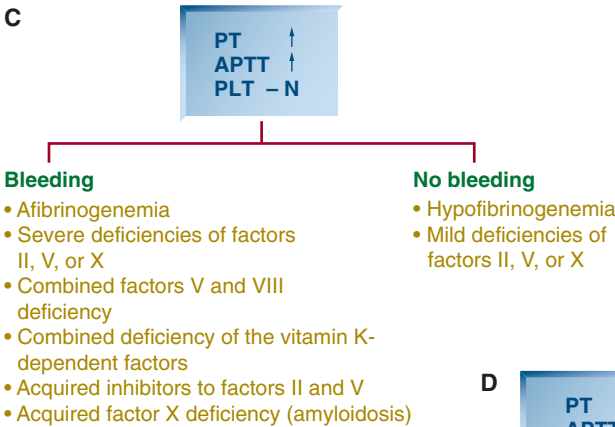 C
PT ↑
APTT ↑
PLT – N
Bleeding
• Afibrinogenemia
• Severe deficiencies of factors
II, V, or X
• Combined factors V and VIII
deficiency
• Combined deficiency of the vitamin K-
dependent factors
• Acquired inhibitors to factors II and V
• Acquired factor X deficiency (amyloidosis)
No bleeding
• Hypofibrinogenemia
• Mild deficiencies of
factors II, V, or X
D
PT
APTT